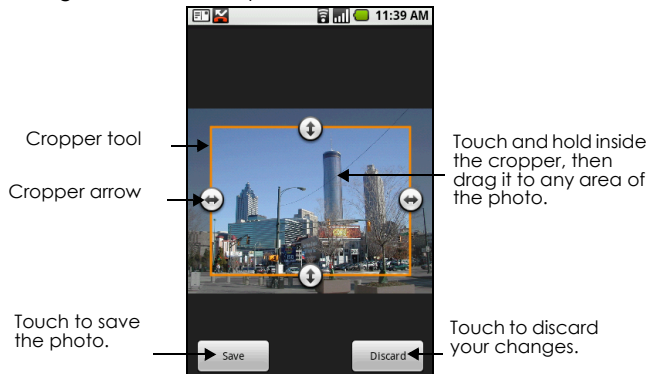 11:39 AM
Cropper tool
Cropper arrow
Touch and hold inside
the cropper, then
drag it to any area of
the photo.
Touch to save
the photo.
Save
Discard
Touch to discard
your changes.